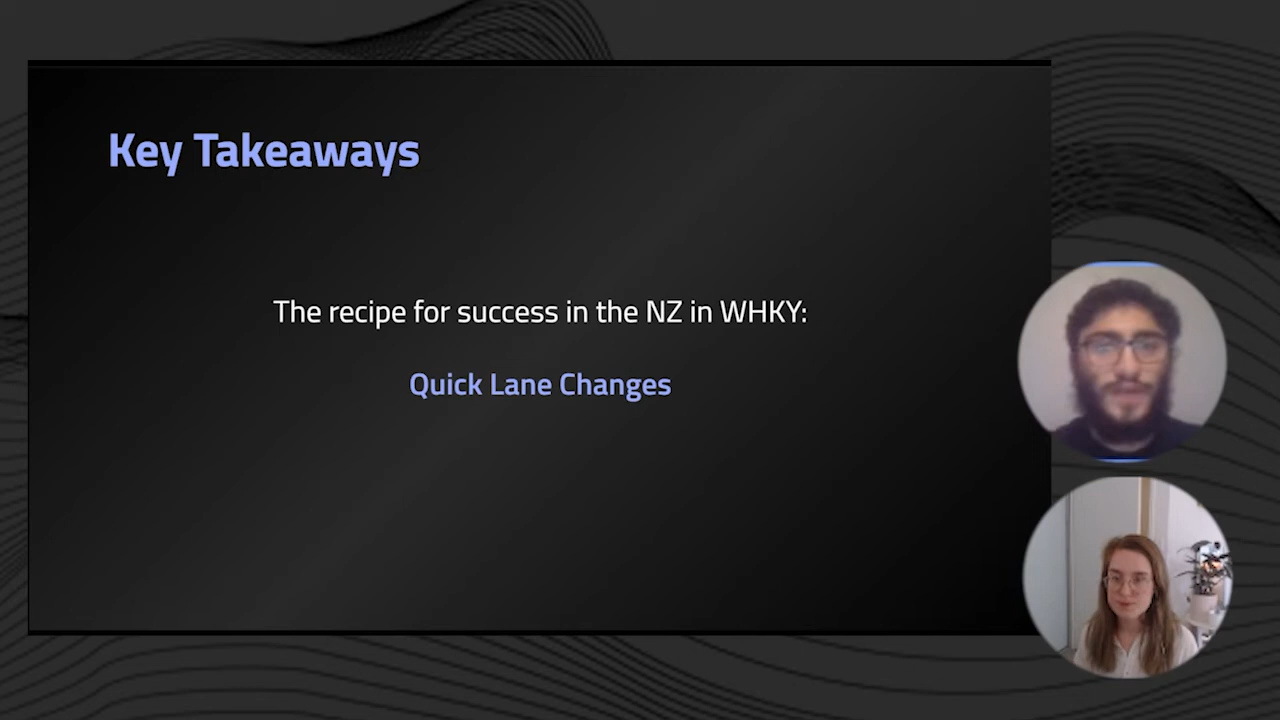 Key Takeaways
The recipe for success in the NZ in WHKY:
Quick Lane Changes